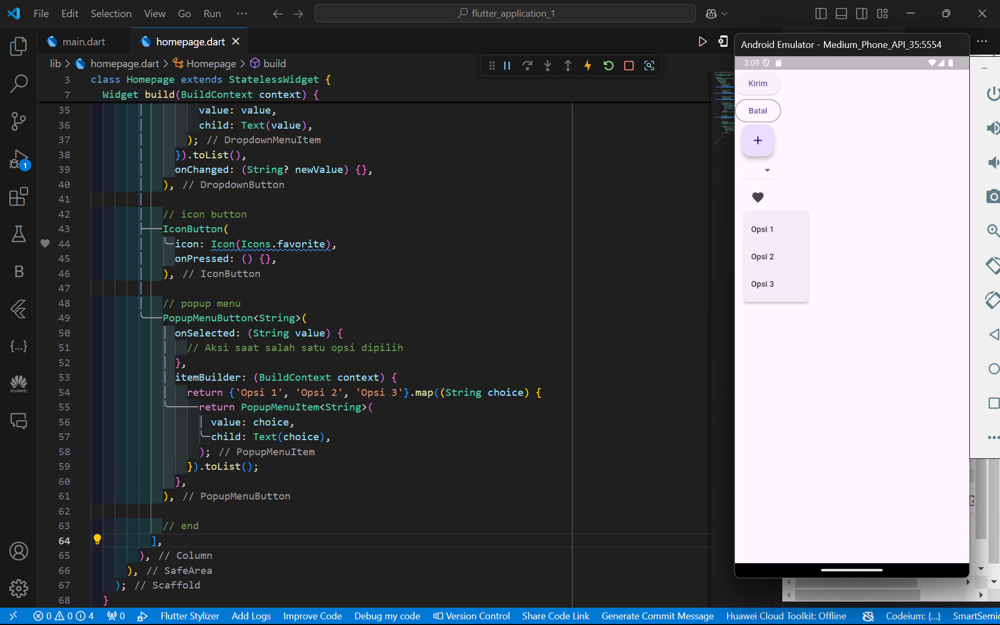 File Edit Selection View Go Run ··· flutter_application_1
main.dart homepage.dart
lib > homepage.dart > Homepage > build
3 class Homepage extends StatelessWidget {
7 Widget build(BuildContext context) {
35 value: value,
36 child: Text(value),
37 ); // DropdownMenuItem
38 }).toList(),
39 onChanged: (String? newValue) {},
40 ), // DropdownButton
41
42 // icon button
43 IconButton(
44 icon: Icon(Icons.favorite),
45 onPressed: () {},
46 ), // IconButton
47
48 // popup menu
49 PopupMenuButton<String>(
50 onSelected: (String value) {
51 // Aksi saat salah satu opsi dipilih
52 },
53 itemBuilder: (BuildContext context) {
54 return {'Opsi 1', 'Opsi 2', 'Opsi 3'}.map((String choice) {
55 return PopupMenuItem<String>(
56 value: choice,
57 child: Text(choice),
58 ); // PopupMenuItem
59 }).toList();
60 },
61 ), // PopupMenuButton
62
63 // end
64 ],
65 ), // Column
66 ), // SafeArea
67 ); // Scaffold
68 }
1
B
{...}
HUAWEI
Android Emulator - Medium_Phone_API_35:5554
3:09
Kirim
Batal
+
Opsi 1
Opsi 2
Opsi 3
0 0 4 0 Flutter Stylizer Add Logs Improve Code Debug my code Version Control Share Code Link Generate Commit Message Huawei Cloud Toolkit: Offline Codeium: {...} SmartSemic